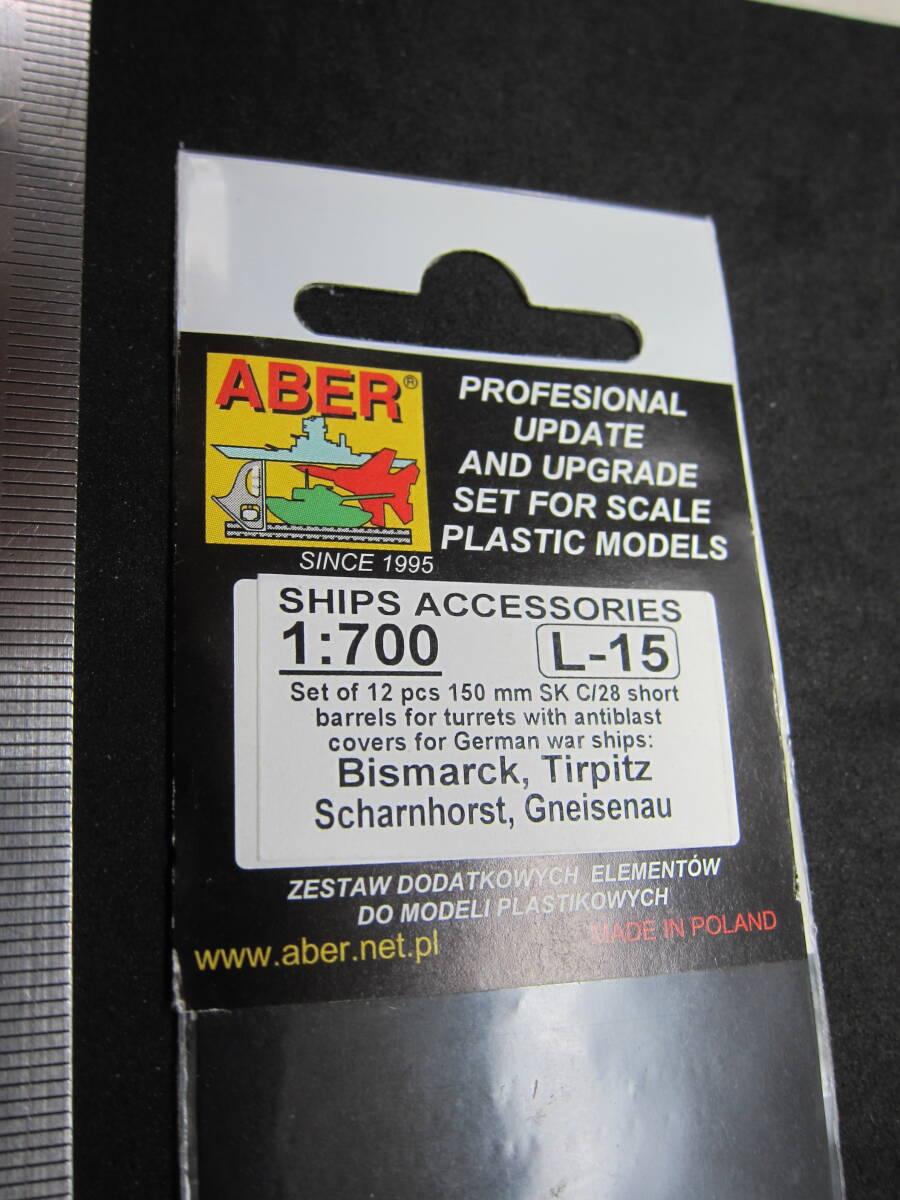 ABER®
SINCE 1995
PROFESIONAL
UPDATE
AND UPGRADE
SET FOR SCALE
PLASTIC MODELS
SHIPS ACCESSORIES
1:700 L-15
Set of 12 pcs 150 mm SK C/28 short
barrels for turrets with antiblast
covers for German war ships:
Bismarck, Tirpitz
Scharnhorst, Gneisenau
ZESTAW DODATKOWYCH ELEMENTÓW
DO MODELI PLASTIKOWYCH
www.aber.net.pl
MADE IN POLAND